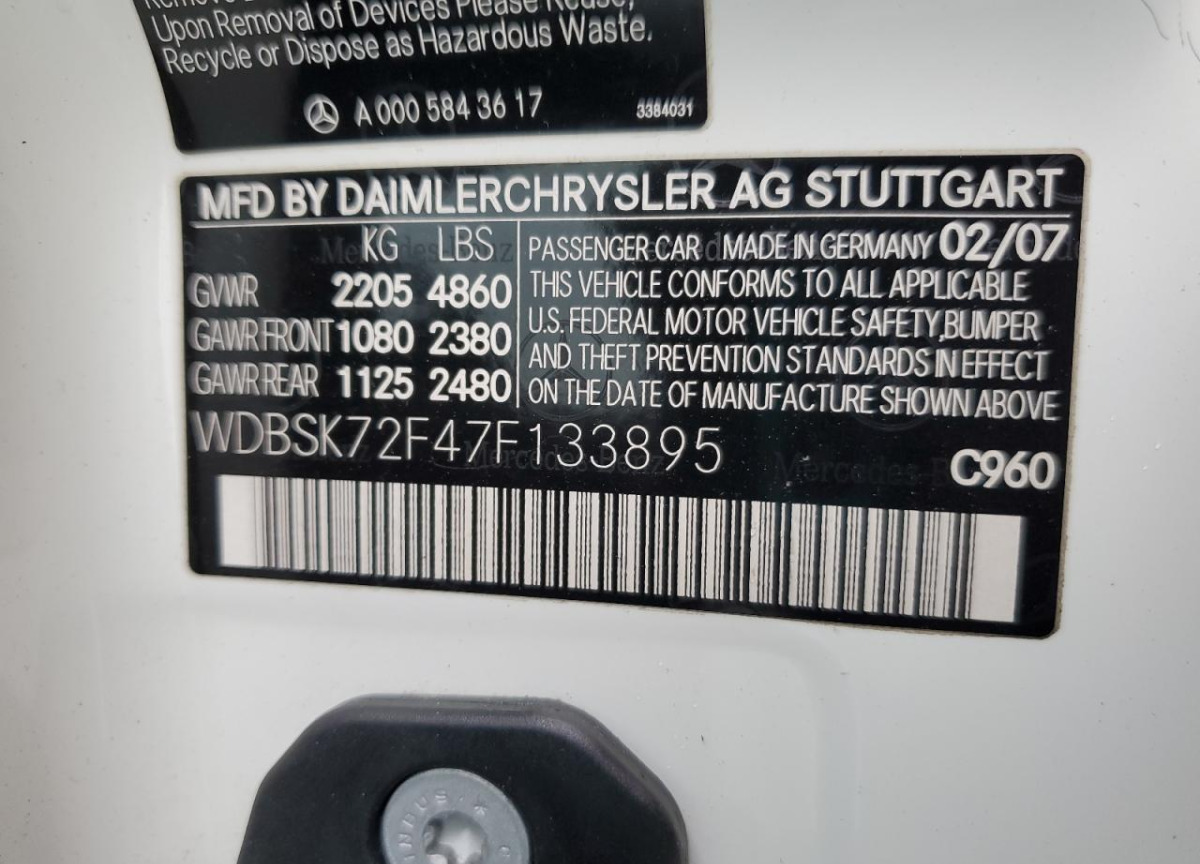 Upon Removal of Devices Please Reuse,
Recycle or Dispose as Hazardous Waste.
A 000 584 36 17
3384031
MFD BY DAIMLERCHRYSLER AG STUTTGART
KG LBS
GVWR 2205 4860
GAWR FRONT 1080 2380
GAWR REAR 1125 2480
PASSENGER CAR MADE IN GERMANY 02/07
THIS VEHICLE CONFORMS TO ALL APPLICABLE
U.S. FEDERAL MOTOR VEHICLE SAFETY, BUMPER
AND THEFT PREVENTION STANDARDS IN EFFECT
ON THE DATE OF MANUFACTURE SHOWN ABOVE
WDBSK72F47F133895
C960